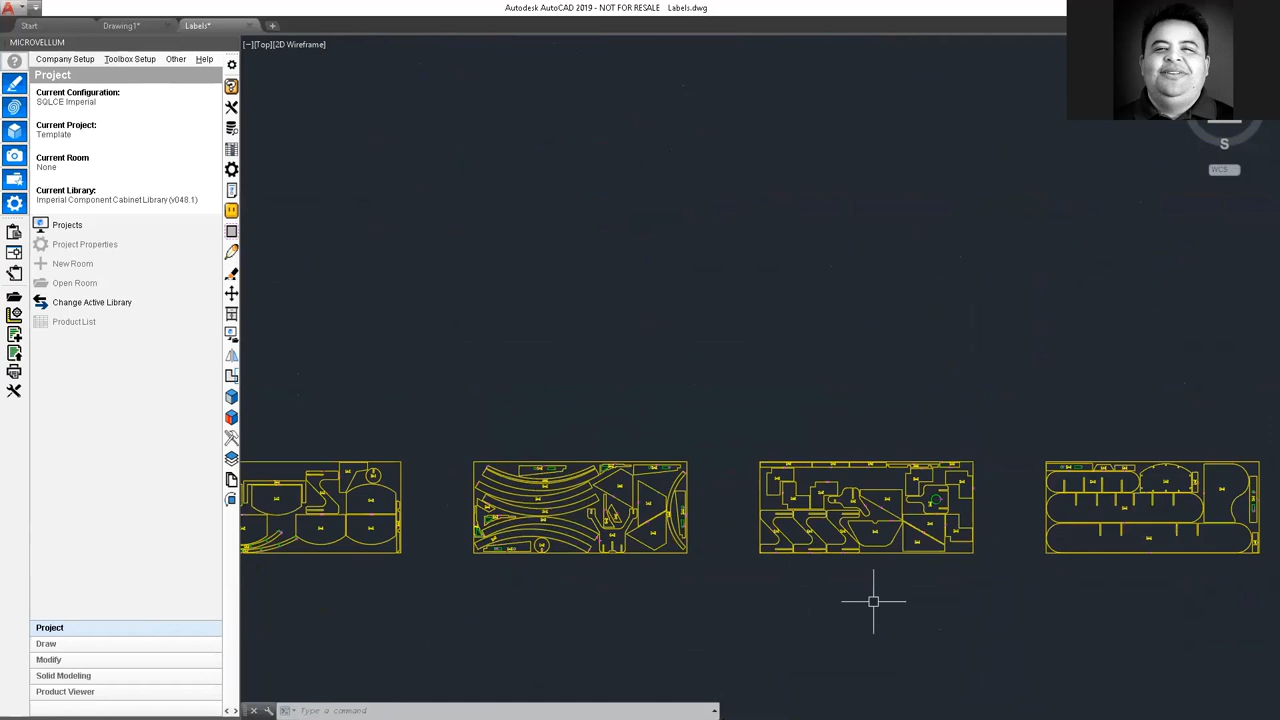 Autodesk AutoCAD 2019 - NOT FOR RESALE Labels.dwg
Start
Drawing1*
Labels*
MICROVELLUM
[−][Top][2D Wireframe]
Company Setup Toolbox Setup Other Help
Project
Current Configuration:
SQLCE Imperial
Current Project:
Template
Current Room
None
Current Library:
Imperial Component Cabinet Library (v048.1)
Projects
Project Properties
New Room
Open Room
Change Active Library
Product List
S
WCS
Project
Draw
Modify
Solid Modeling
Product Viewer
Type a command